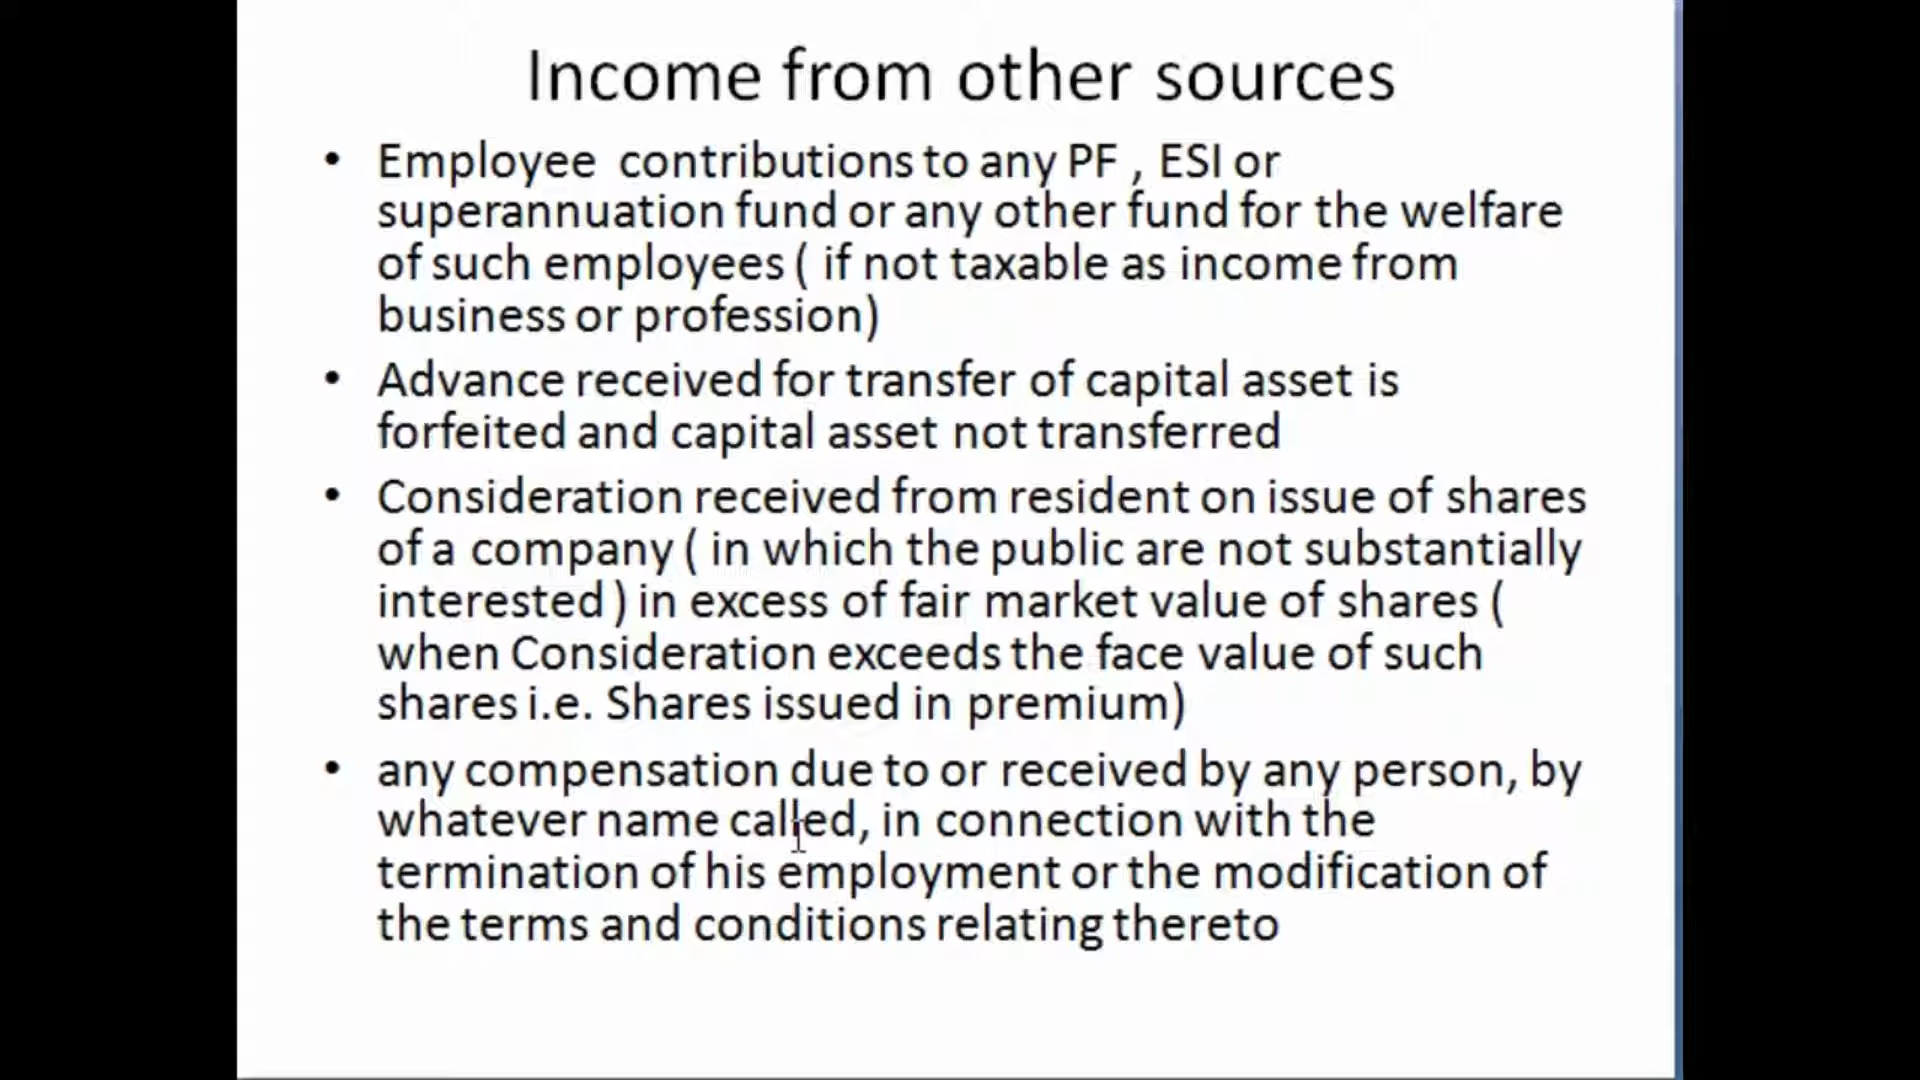 Income from other sources
• Employee contributions to any PF , ESI or
superannuation fund or any other fund for the welfare
of such employees ( if not taxable as income from
business or profession)
• Advance received for transfer of capital asset is
forfeited and capital asset not transferred
• Consideration received from resident on issue of shares
of a company ( in which the public are not substantially
interested ) in excess of fair market value of shares (
when Consideration exceeds the face value of such
shares i.e. Shares issued in premium)
• any compensation due to or received by any person, by
whatever name called, in connection with the
termination of his employment or the modification of
the terms and conditions relating thereto